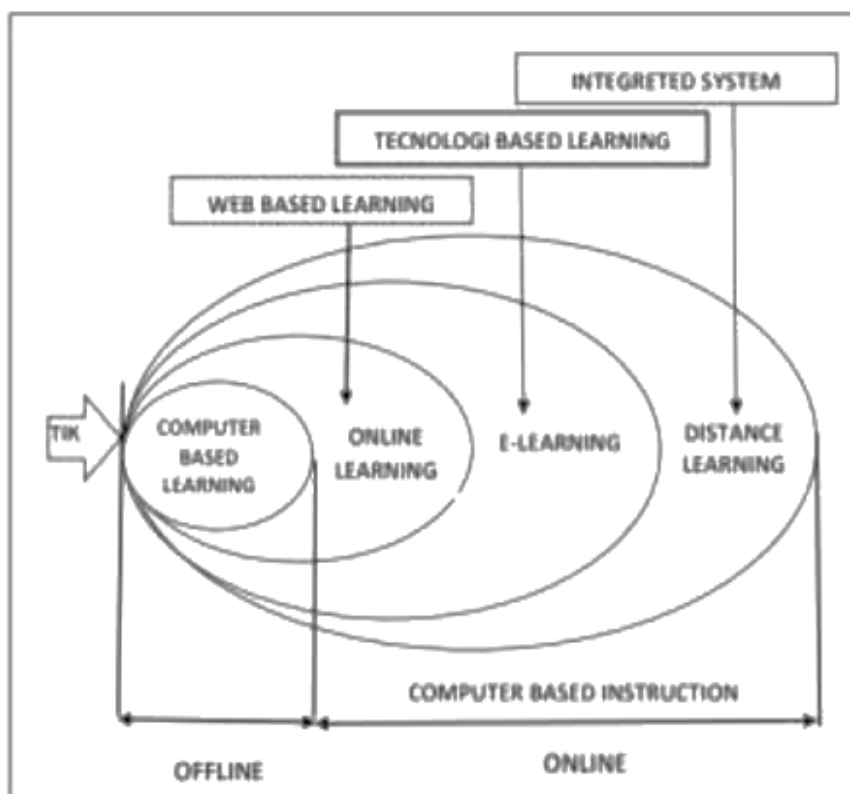 INTEGRETED SYSTEM
TECNOLOGI BASED LEARNING
WEB BASED LEARNING
TIK
COMPUTER
BASED
LEARNING
ONLINE
LEARNING
E-LEARNING
DISTANCE
LEARNING
COMPUTER BASED INSTRUCTION
OFFLINE
ONLINE